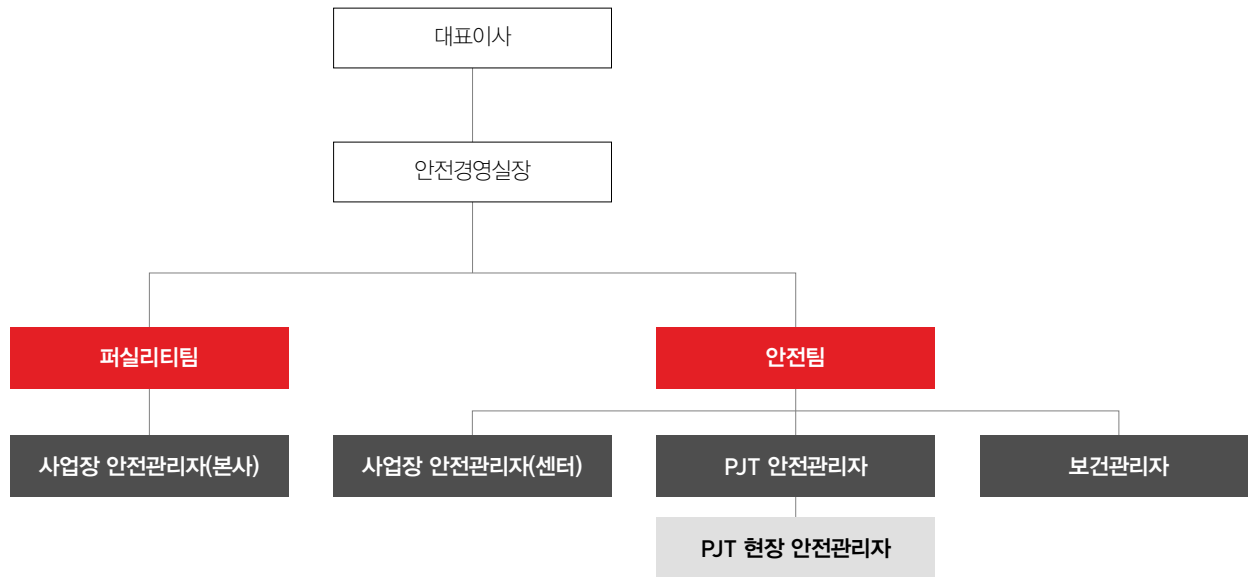 대표이사
안전경영실장
퍼실리티팀
안전팀
사업장 안전관리자(본사)
사업장 안전관리자(센터)
PJT 안전관리자
보건관리자
PJT 현장 안전관리자